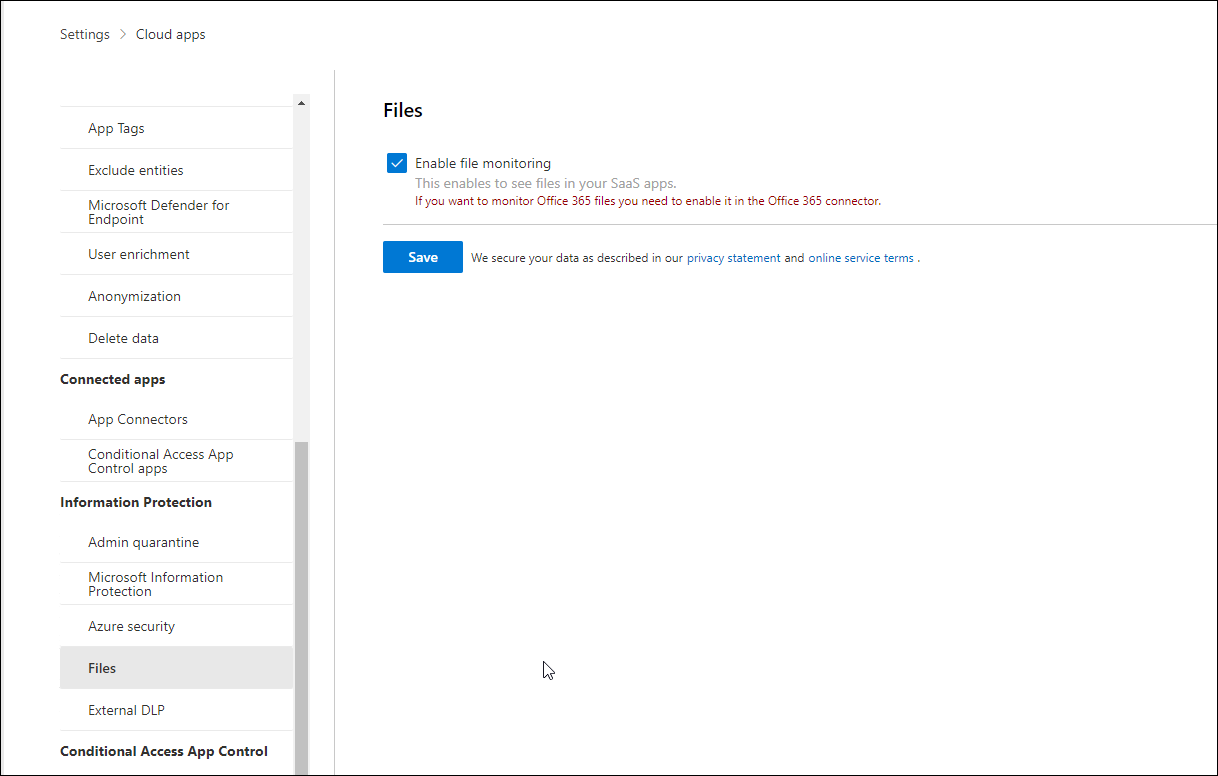 Settings > Cloud apps
App Tags
Exclude entities
Microsoft Defender for
Endpoint
User enrichment
Anonymization
Delete data
Connected apps
App Connectors
Conditional Access App
Control apps
Information Protection
Admin quarantine
Microsoft Information
Protection
Azure security
Files
External DLP
Conditional Access App Control
Files
Enable file monitoring
This enables to see files in your SaaS apps.
If you want to monitor Office 365 files you need to enable it in the Office 365 connector.
Save We secure your data as described in our privacy statement and online service terms .